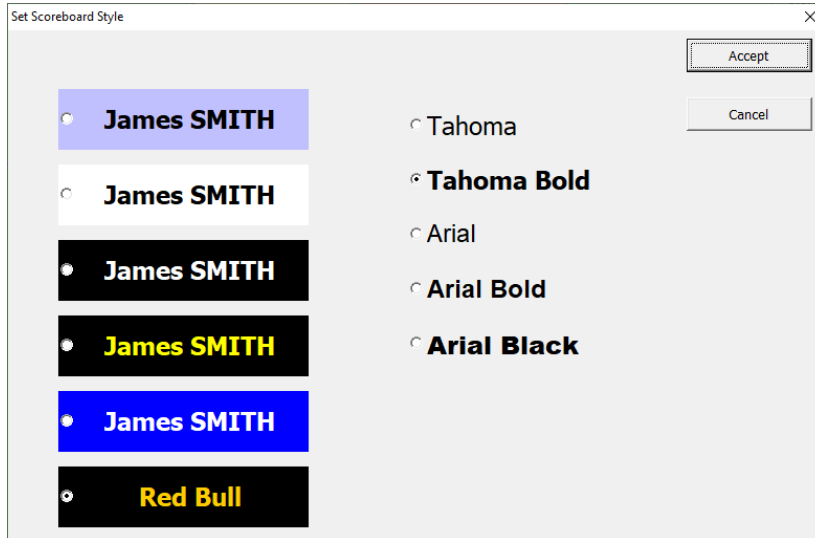 Set Scoreboard Style
Accept
Cancel
James SMITH
James SMITH
James SMITH
James SMITH
James SMITH
Red Bull
Tahoma
Tahoma Bold
Arial
Arial Bold
Arial Black